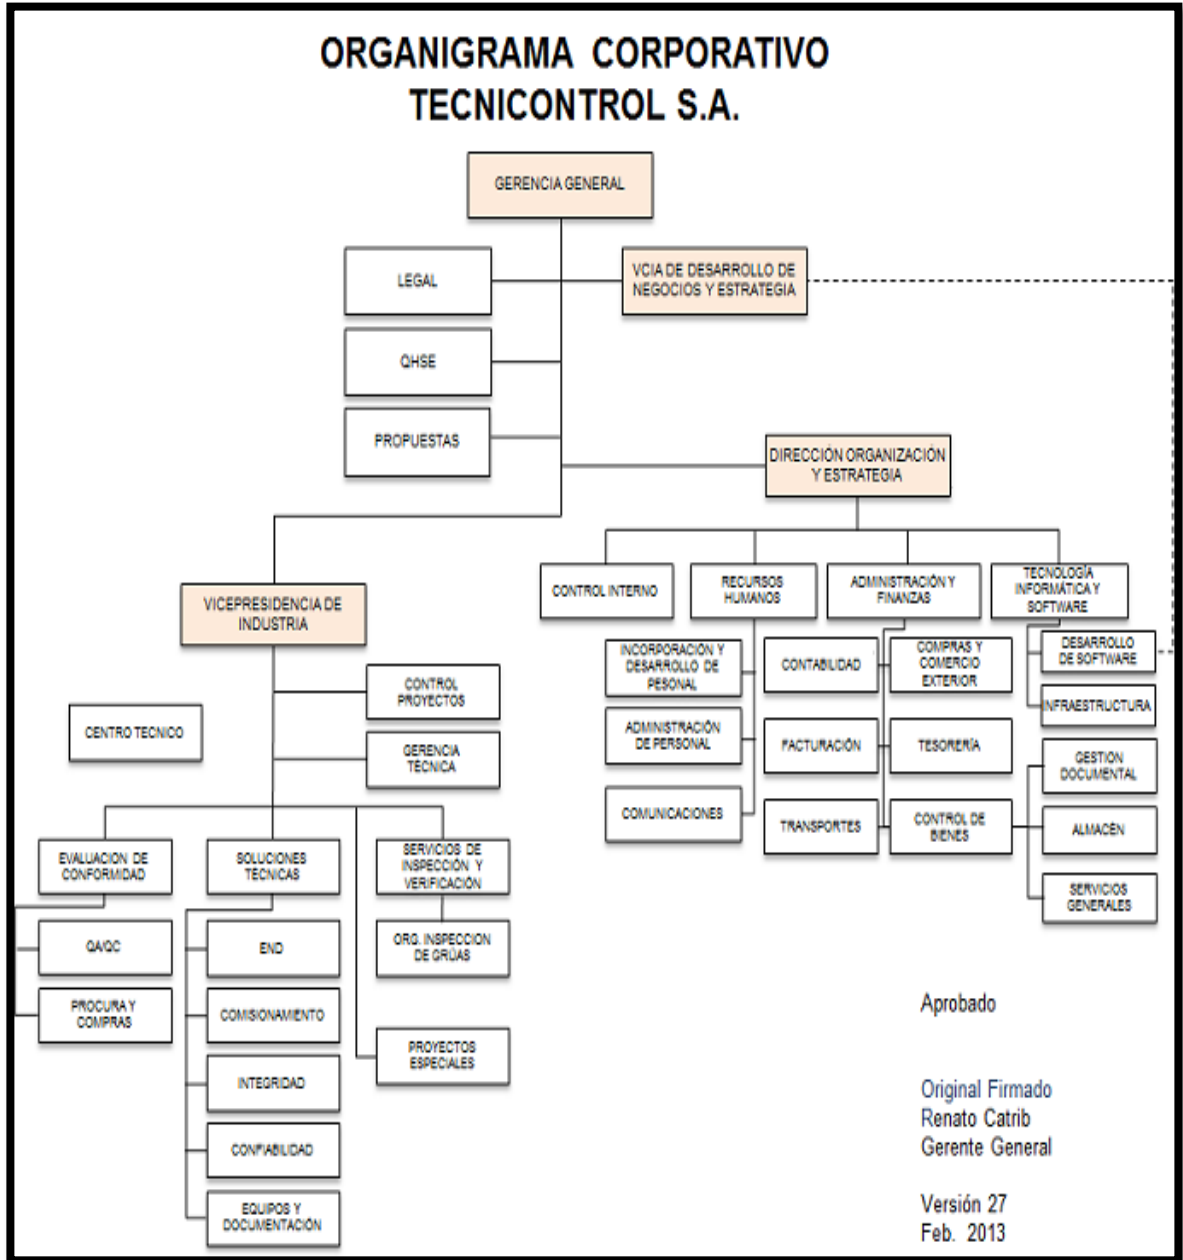 ORGANIGRAMA CORPORATIVO
TECNICONTROL S.A.
GERENCIA GENERAL
LEGAL
VCIA DE DESARROLLO DE
NEGOCIOS Y ESTRATEGIA
QHSE
PROPUESTAS
DIRECCIÓN ORGANIZACIÓN
Y ESTRATEGIA
VICEPRESIDENCIA DE
INDUSTRIA
CONTROL INTERNO
RECURSOS
HUMANOS
ADMINISTRACIÓN Y
FINANZAS
TECNOLOGÍA
INFORMÁTICA Y
SOFTWARE
INCORPORACIÓN Y
DESARROLLO DE
PESONAL
ADMINISTRACIÓN
DE PERSONAL
COMUNICACIONES
CONTABILIDAD
FACTURACIÓN
TRANSPORTES
COMPRAS Y
COMERCIO
EXTERIOR
TESORERÍA
CONTROL DE
BIENES
DESARROLLO
DE SOFTWARE
INFRAESTRUCTURA
GESTION
DOCUMENTAL
ALMACÉN
SERVICIOS
GENERALES
CENTRO TECNICO
CONTROL
PROYECTOS
GERENCIA
TÉCNICA
EVALUACION DE
CONFORMIDAD
QA/QC
PROCURA Y
COMPRAS
SOLUCIONES
TÉCNICAS
END
COMISIONAMIENTO
INTEGRIDAD
CONFIABILIDAD
EQUIPOS Y
DOCUMENTACIÓN
SERVICIOS DE
INSPECCIÓN Y
VERIFICACIÓN
ORG. INSPECCION
DE GRÚAS
PROYECTOS
ESPECIALES
Aprobado
Original Firmado
Renato Catrib
Gerente General
Versión 27
Feb. 2013